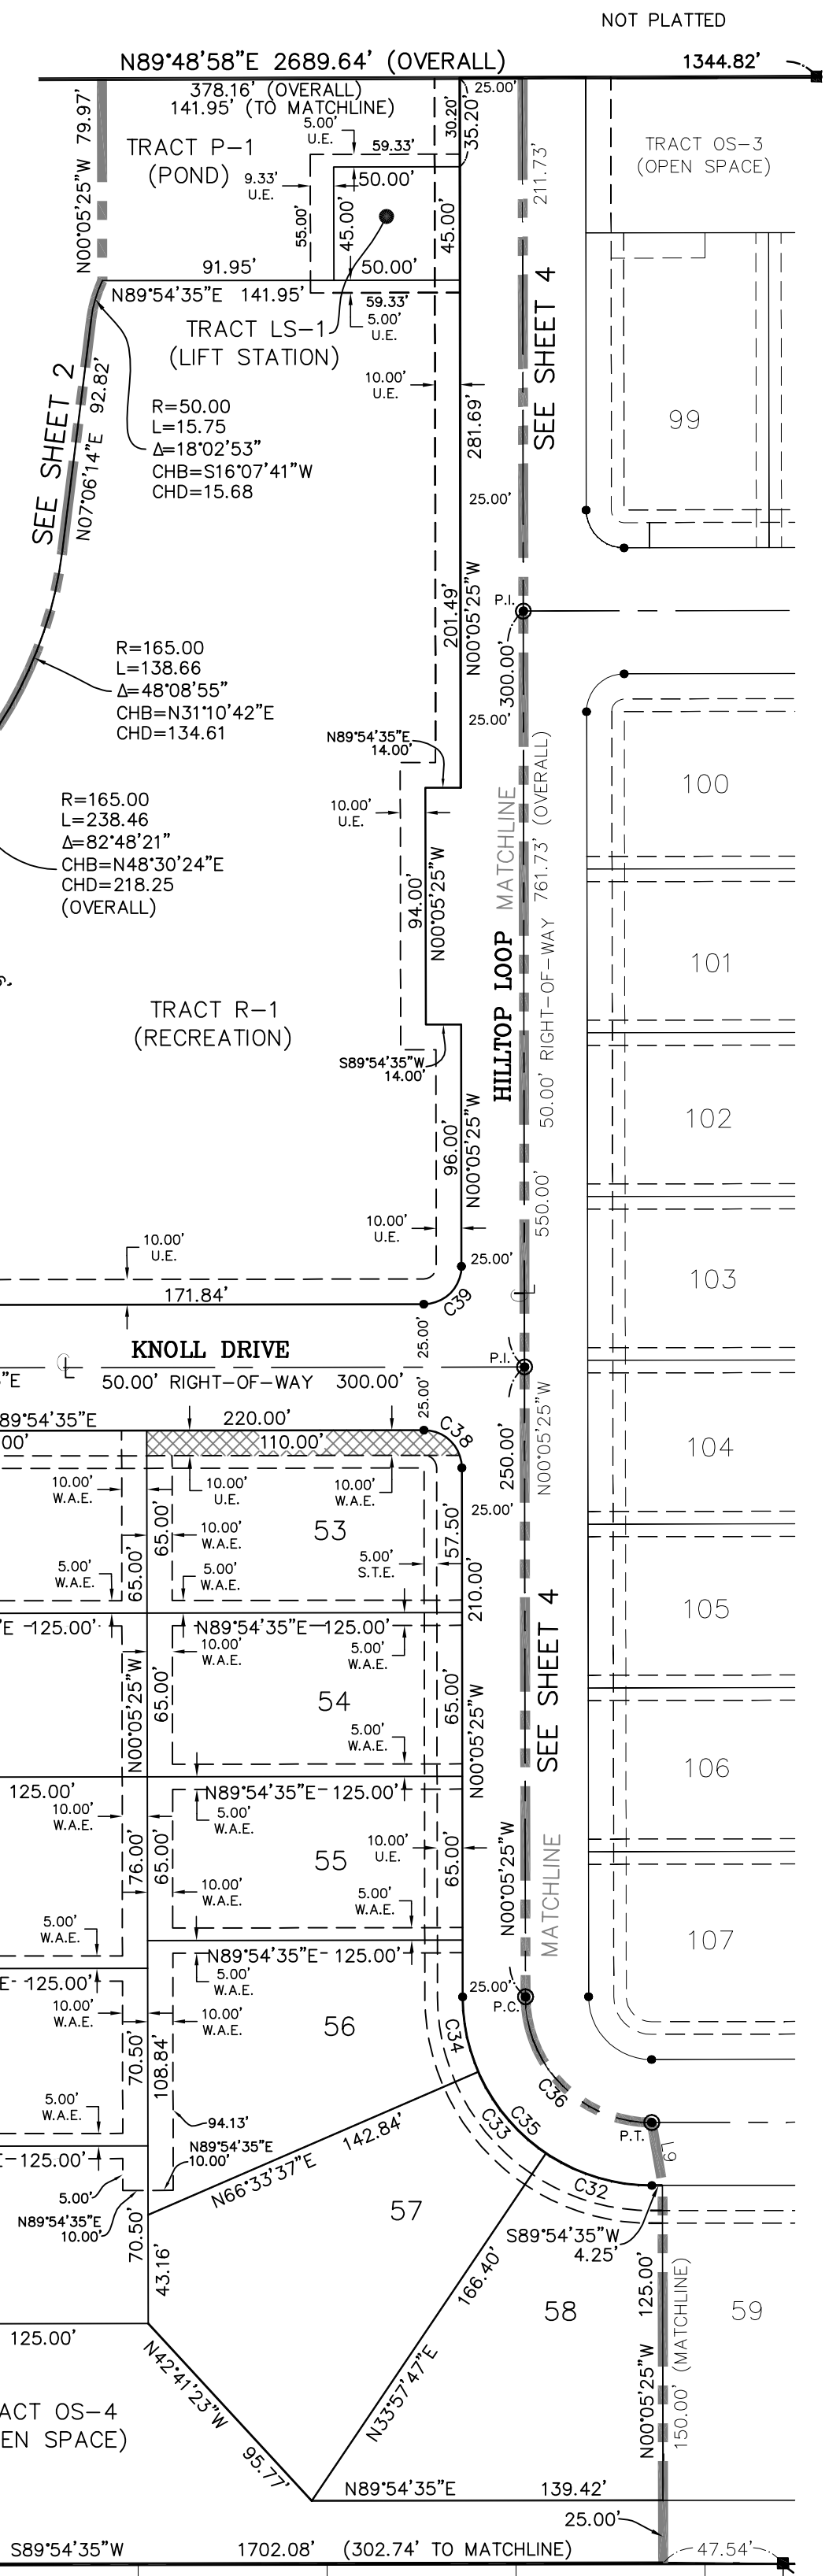 NOT PLATTED
N89°48'58"E 2689.64' (OVERALL)
1344.82'
378.16' (OVERALL)
141.95' (TO MATCHLINE)
25.00'
N00°05'25"W 79.97'
TRACT P-1
(POND)
5.00'
U.E.
59.33'
30.20'
35.20'
9.33'
U.E.
50.00'
55.00'
45.00'
45.00'
211.73'
TRACT OS-3
(OPEN SPACE)
91.95'
50.00'
N89°54'35"E 141.95'
59.33'
5.00'
U.E.
TRACT LS-1
(LIFT STATION)
SEE SHEET 4
10.00'
U.E.
SEE SHEET 2
N07°06'14"E 92.82'
R=50.00
L=15.75
Δ=18°02'53"
CHB=S16°07'41"W
CHD=15.68
281.69'
99
25.00'
201.49'
N00°05'25"W
P.I.
300.00'
R=165.00
L=138.66
Δ=48°08'55"
CHB=N31°10'42"E
CHD=134.61
25.00'
N89°54'35"E
14.00'
100
R=165.00
L=238.46
Δ=82°48'21"
CHB=N48°30'24"E
CHD=218.25
(OVERALL)
10.00'
U.E.
MATCHLINE
HILLTOP LOOP
50.00' RIGHT-OF-WAY 761.73' (OVERALL)
94.00'
N00°05'25"W
101
TRACT R-1
(RECREATION)
S89°54'35"W
14.00'
96.00'
N00°05'25"W
102
550.00'
10.00'
U.E.
10.00'
U.E.
25.00'
103
171.84'
C39
KNOLL DRIVE
25.00'
P.I.
50.00' RIGHT-OF-WAY 300.00'
25.00'
89°54'35"E
220.00'
C38
00'
110.00'
250.00'
N00°05'25"W
104
10.00'
W.A.E.
10.00'
U.E.
10.00'
W.A.E.
25.00'
65.00'
10.00'
W.A.E.
53
57.50'
5.00'
W.A.E.
65.00'
5.00'
W.A.E.
5.00'
S.T.E.
210.00'
SEE SHEET 4
105
E 125.00'
N89°54'35"E 125.00'
10.00'
W.A.E.
5.00'
W.A.E.
N00°05'25"W
65.00'
54
65.00'
N00°05'25"W
5.00'
W.A.E.
106
125.00'
N89°54'35"E 125.00'
10.00'
W.A.E.
5.00'
W.A.E.
76.00'
65.00'
55
10.00'
U.E.
65.00'
N00°05'25"W
MATCHLINE
10.00'
W.A.E.
5.00'
W.A.E.
5.00'
W.A.E.
107
E 125.00'
N89°54'35"E 125.00'
5.00'
W.A.E.
25.00'
P.C.
10.00'
W.A.E.
10.00'
W.A.E.
56
C34
70.50'
108.84'
C36
5.00'
W.A.E.
94.13'
142.84'
C33
C35
P.T.
E 125.00'
N89°54'35"E
10.00'
L9
5.00'
N66°33'37"E
C32
N89°54'35"E
10.00'
57
70.50'
S89°54'35"W
4.25'
43.16'
166.40'
125.00'
150.00' (MATCHLINE)
58
59
125.00'
N42°41'23"W
95.77'
N33°57'47"E
N00°05'25"W
ACT OS-4
EN SPACE)
N89°54'35"E
139.42'
25.00'
S89°54'35"W
1702.08'
(302.74' TO MATCHLINE)
47.54'